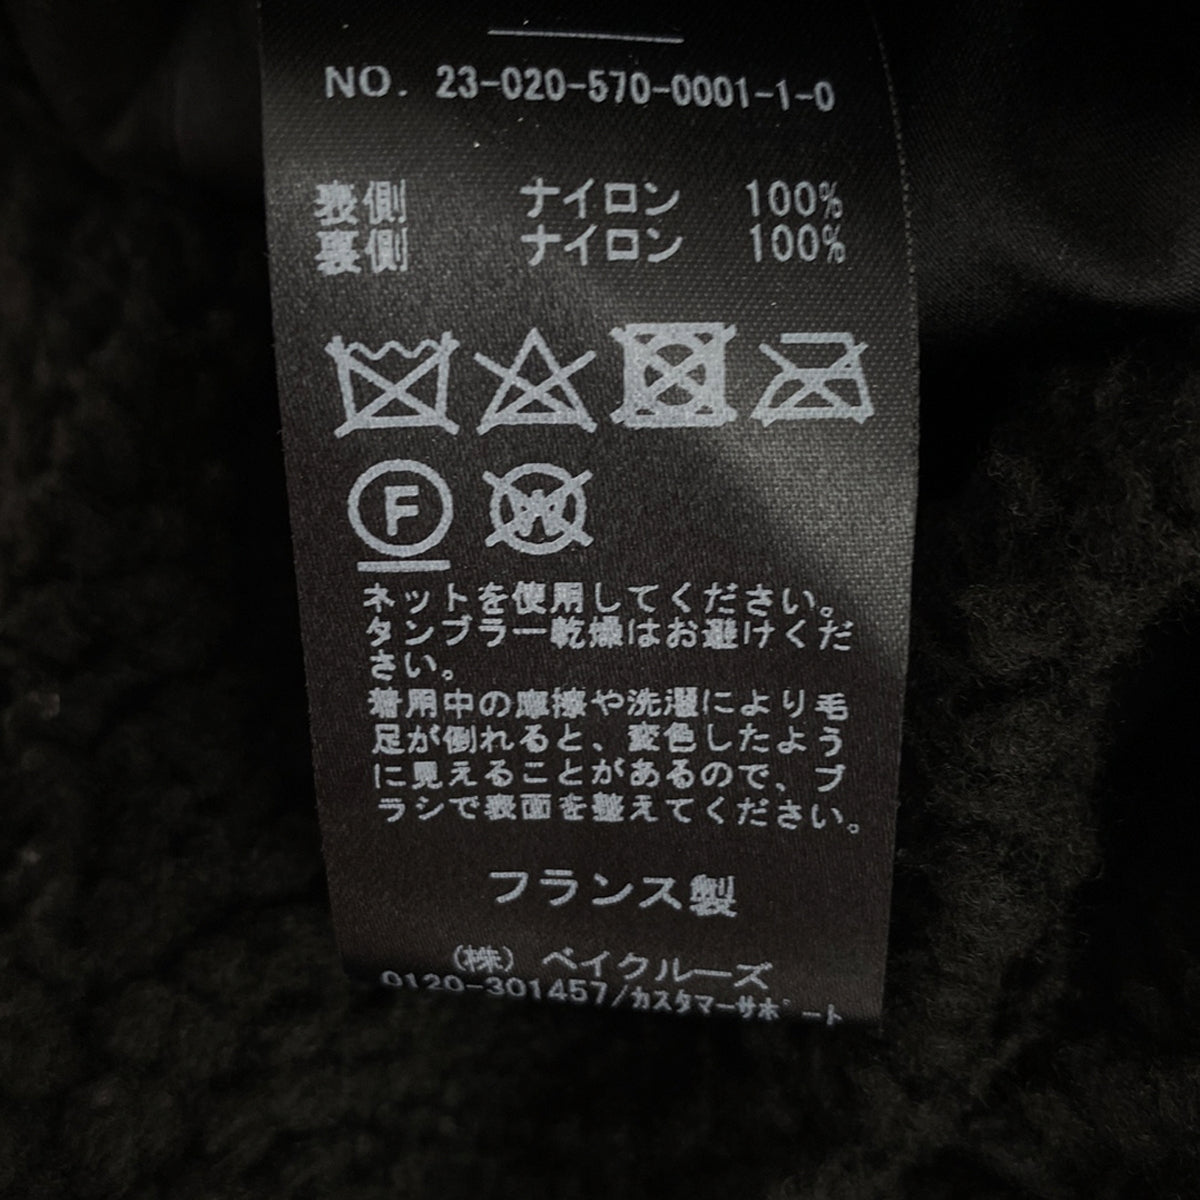 NO. 23-020-570-0001-1-0
表側 ナイロン 100%
裏側 ナイロン 100%
F
W
ネットを使用してください。
タンブラー乾燥はお避けくだ
さい。
着用中の摩擦や洗濯により毛
足が倒れると、変色したよう
に見えることがあるので、ブ
ラシで表面を整えてください。
フランス製
(株) ベイクルーズ
0120-301457/カスタマーサポート